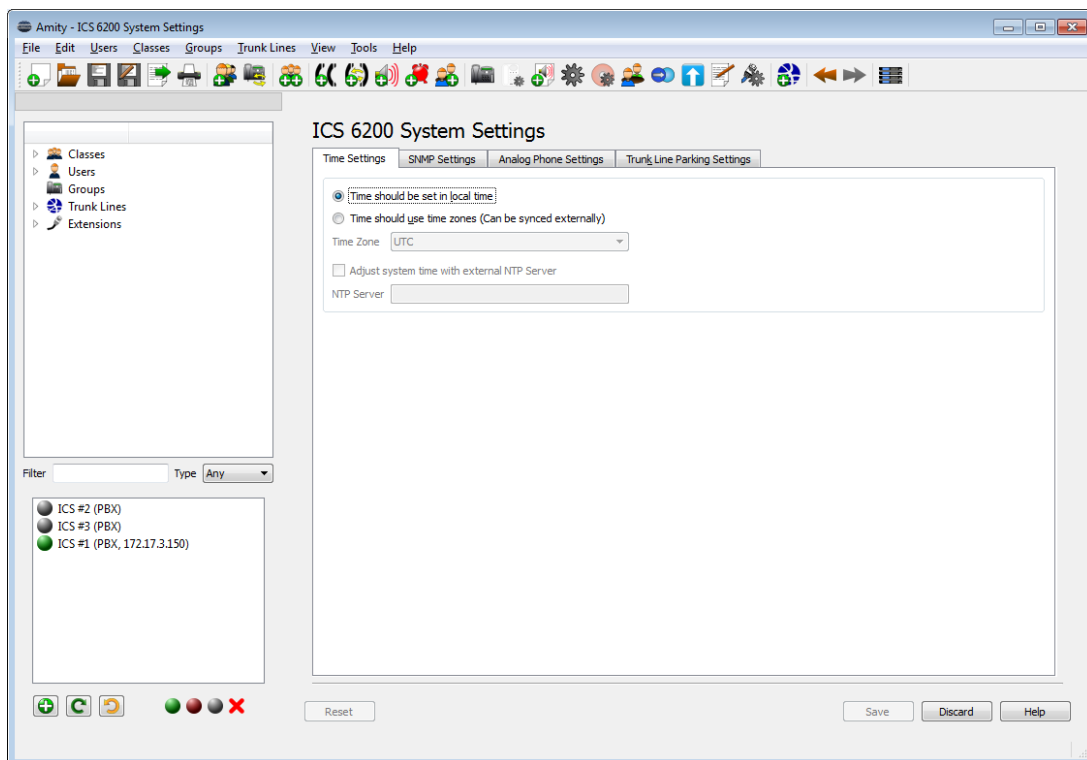 Amity - ICS 6200 System Settings
File Edit Users Classes Groups Trunk Lines View Tools Help
ICS 6200 System Settings
Time Settings SNMP Settings Analog Phone Settings Trunk Line Parking Settings
Classes
Users
Groups
Trunk Lines
Extensions
Time should be set in local time
Time should use time zones (Can be synced externally)
Time Zone UTC
Adjust system time with external NTP Server
NTP Server
Filter Type Any
ICS #2 (PBX)
ICS #3 (PBX)
ICS #1 (PBX, 172.17.3.150)
Reset Save Discard Help